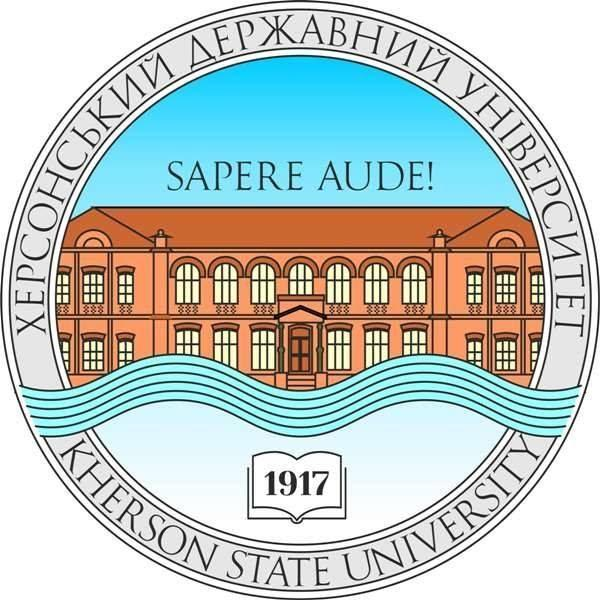 ХЕРСОНСЬКИЙ ДЕРЖАВНИЙ УНІВЕРСИТЕТ
SAPERE AUDE!
1917
KHERSON STATE UNIVERSITY